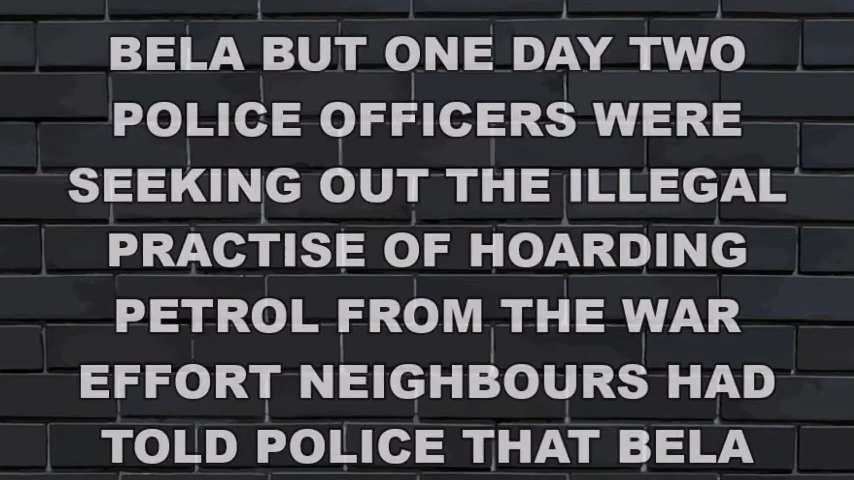 BELA BUT ONE DAY TWO
POLICE OFFICERS WERE
SEEKING OUT THE ILLEGAL
PRACTISE OF HOARDING
PETROL FROM THE WAR
EFFORT NEIGHBOURS HAD
TOLD POLICE THAT BELA